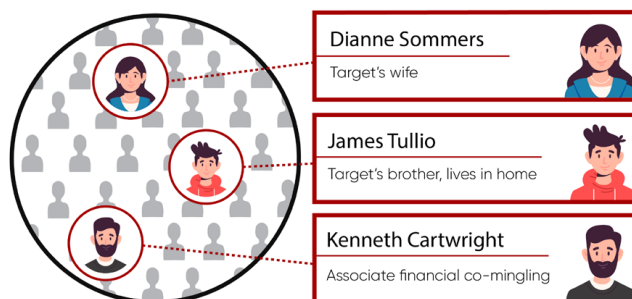 Dianne Sommers
Target's wife
James Tullio
Target's brother, lives in home
Kenneth Cartwright
Associate financial co-mingling